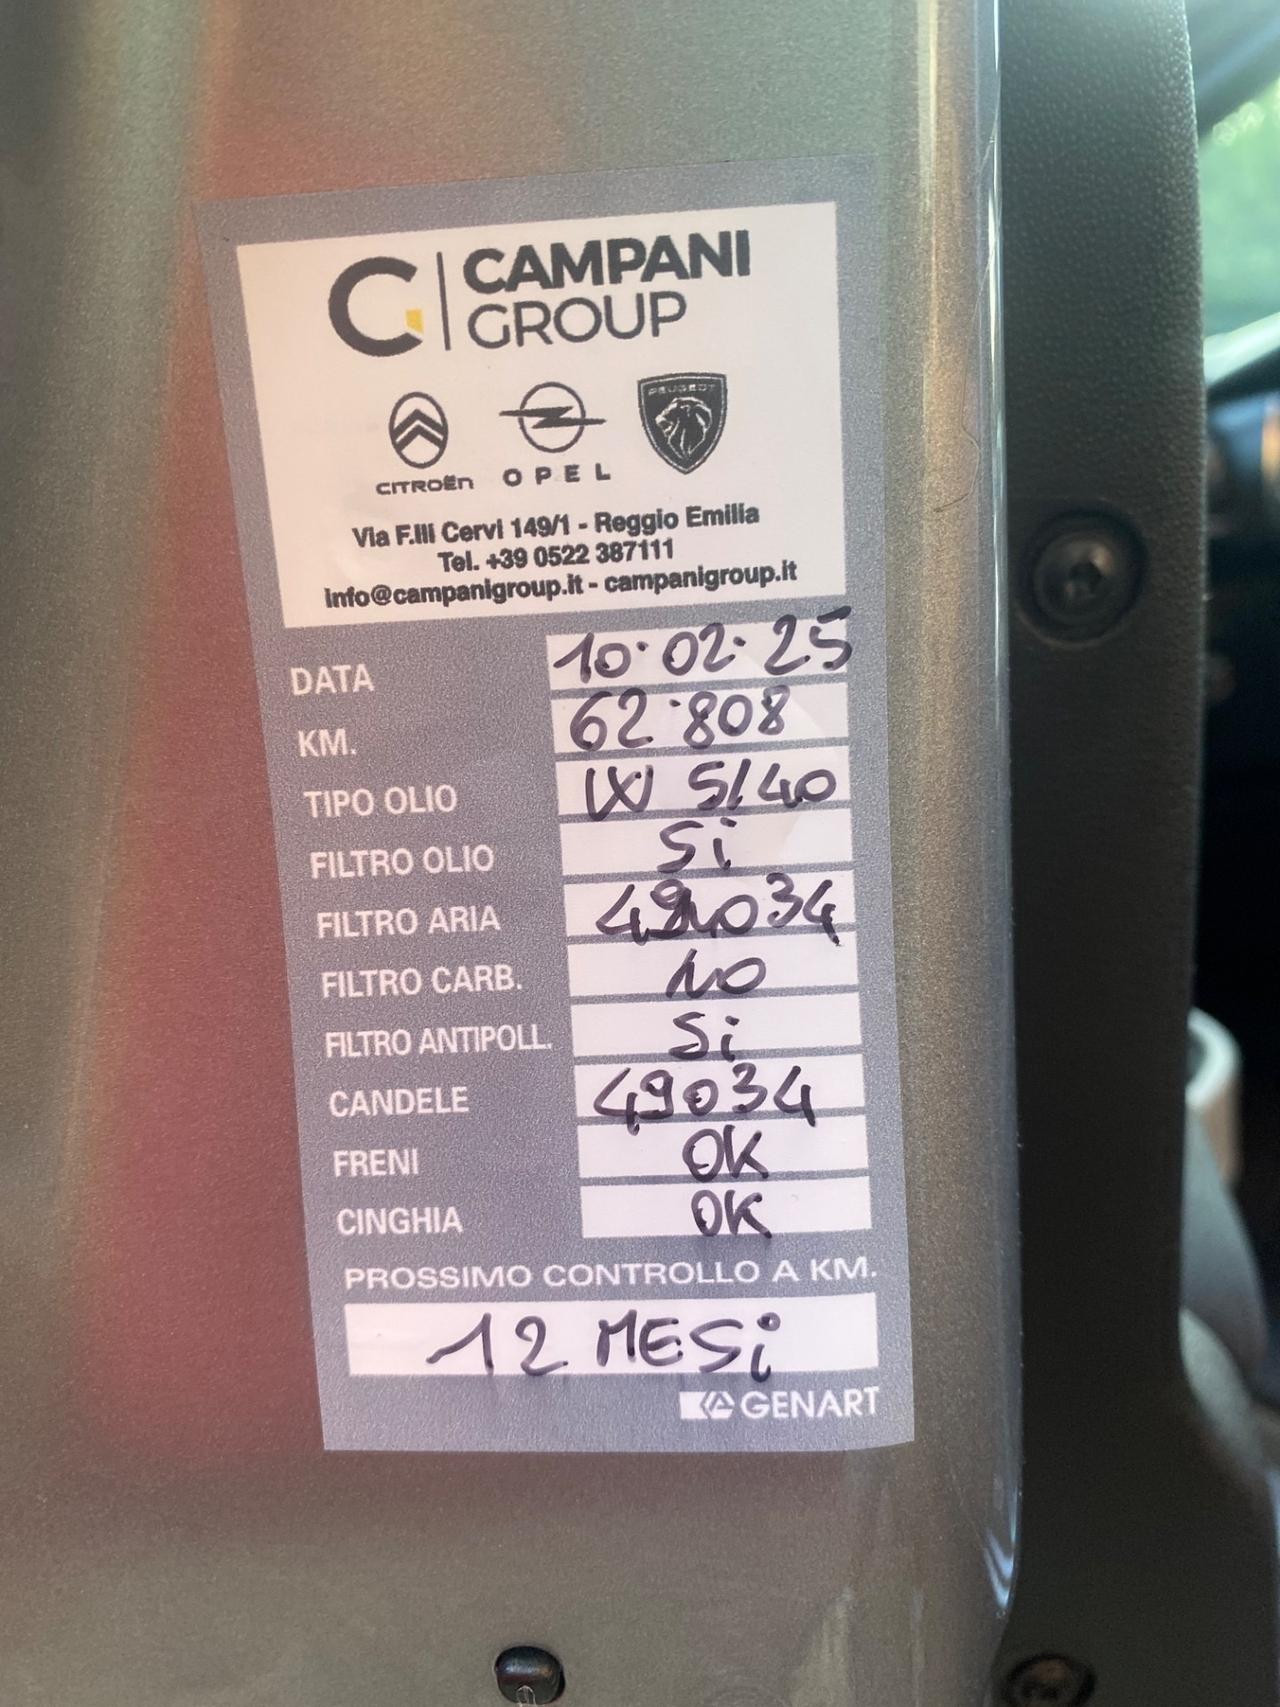 CAMPANI
GROUP
PEUGEOT
CITROËN OPEL
Via F.lli Cervi 149/1 - Reggio Emilia
Tel. +39 0522 387111
info@campanigroup.it - campanigroup.it
DATA 10.02.25
KM. 62.808
TIPO OLIO W 5/40
FILTRO OLIO Si
FILTRO ARIA
FILTRO CARB. NO
FILTRO ANTIPOLL. Si
CANDELE 49034
FRENI OK
CINGHIA OK
PROSSIMO CONTROLLO A KM.
12 MESi
GENART